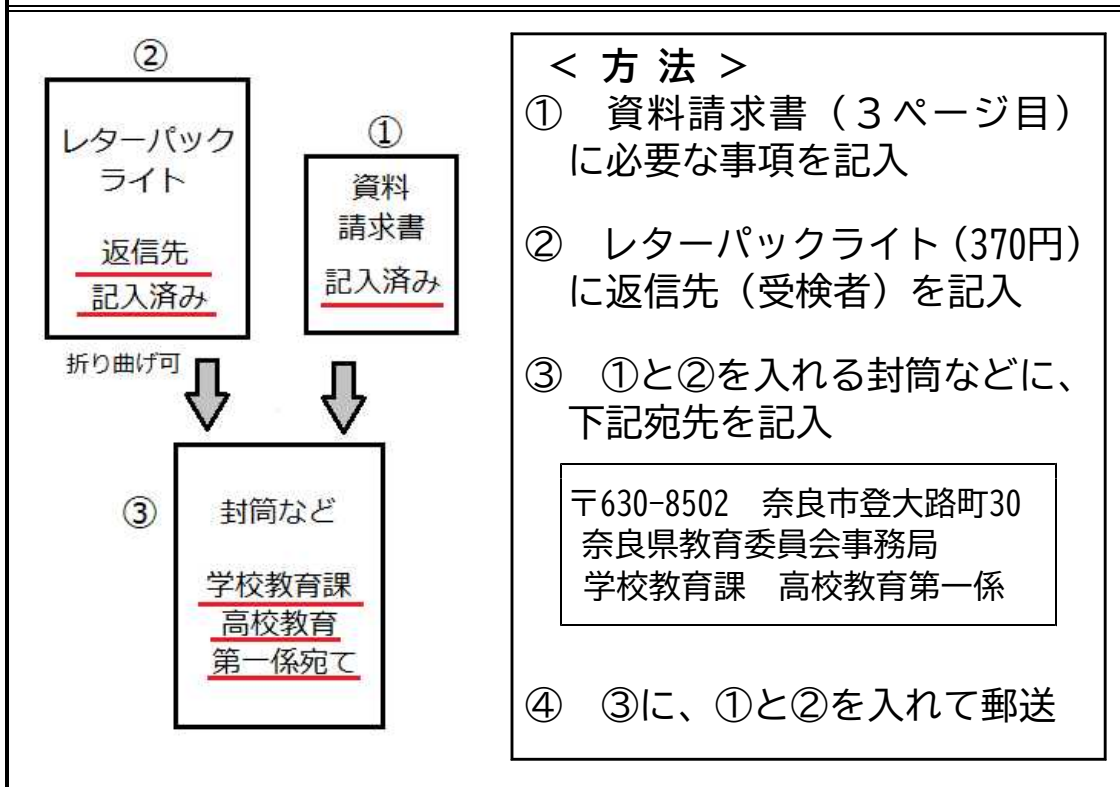 ②
レターパック
ライト
返信先
記入済み
①
資料
請求書
記入済み
折り曲げ可
③
封筒など
学校教育課
高校教育
第一係宛て
< 方 法 >
① 資料請求書（３ページ目）
に必要な事項を記入
② レターパックライト（370円）
に返信先（受検者）を記入
③ ①と②を入れる封筒などに、
下記宛先を記入
〒630-8502 奈良市登大路町30
奈良県教育委員会事務局
学校教育課 高校教育第一係
④ ③に、①と②を入れて郵送